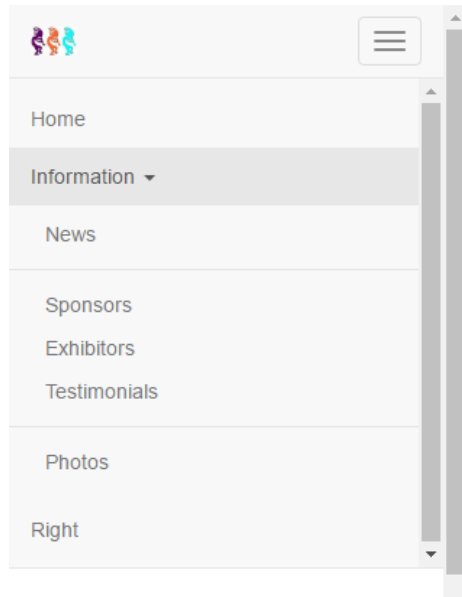 Home
Information
News
Sponsors
Exhibitors
Testimonials
Photos
Right